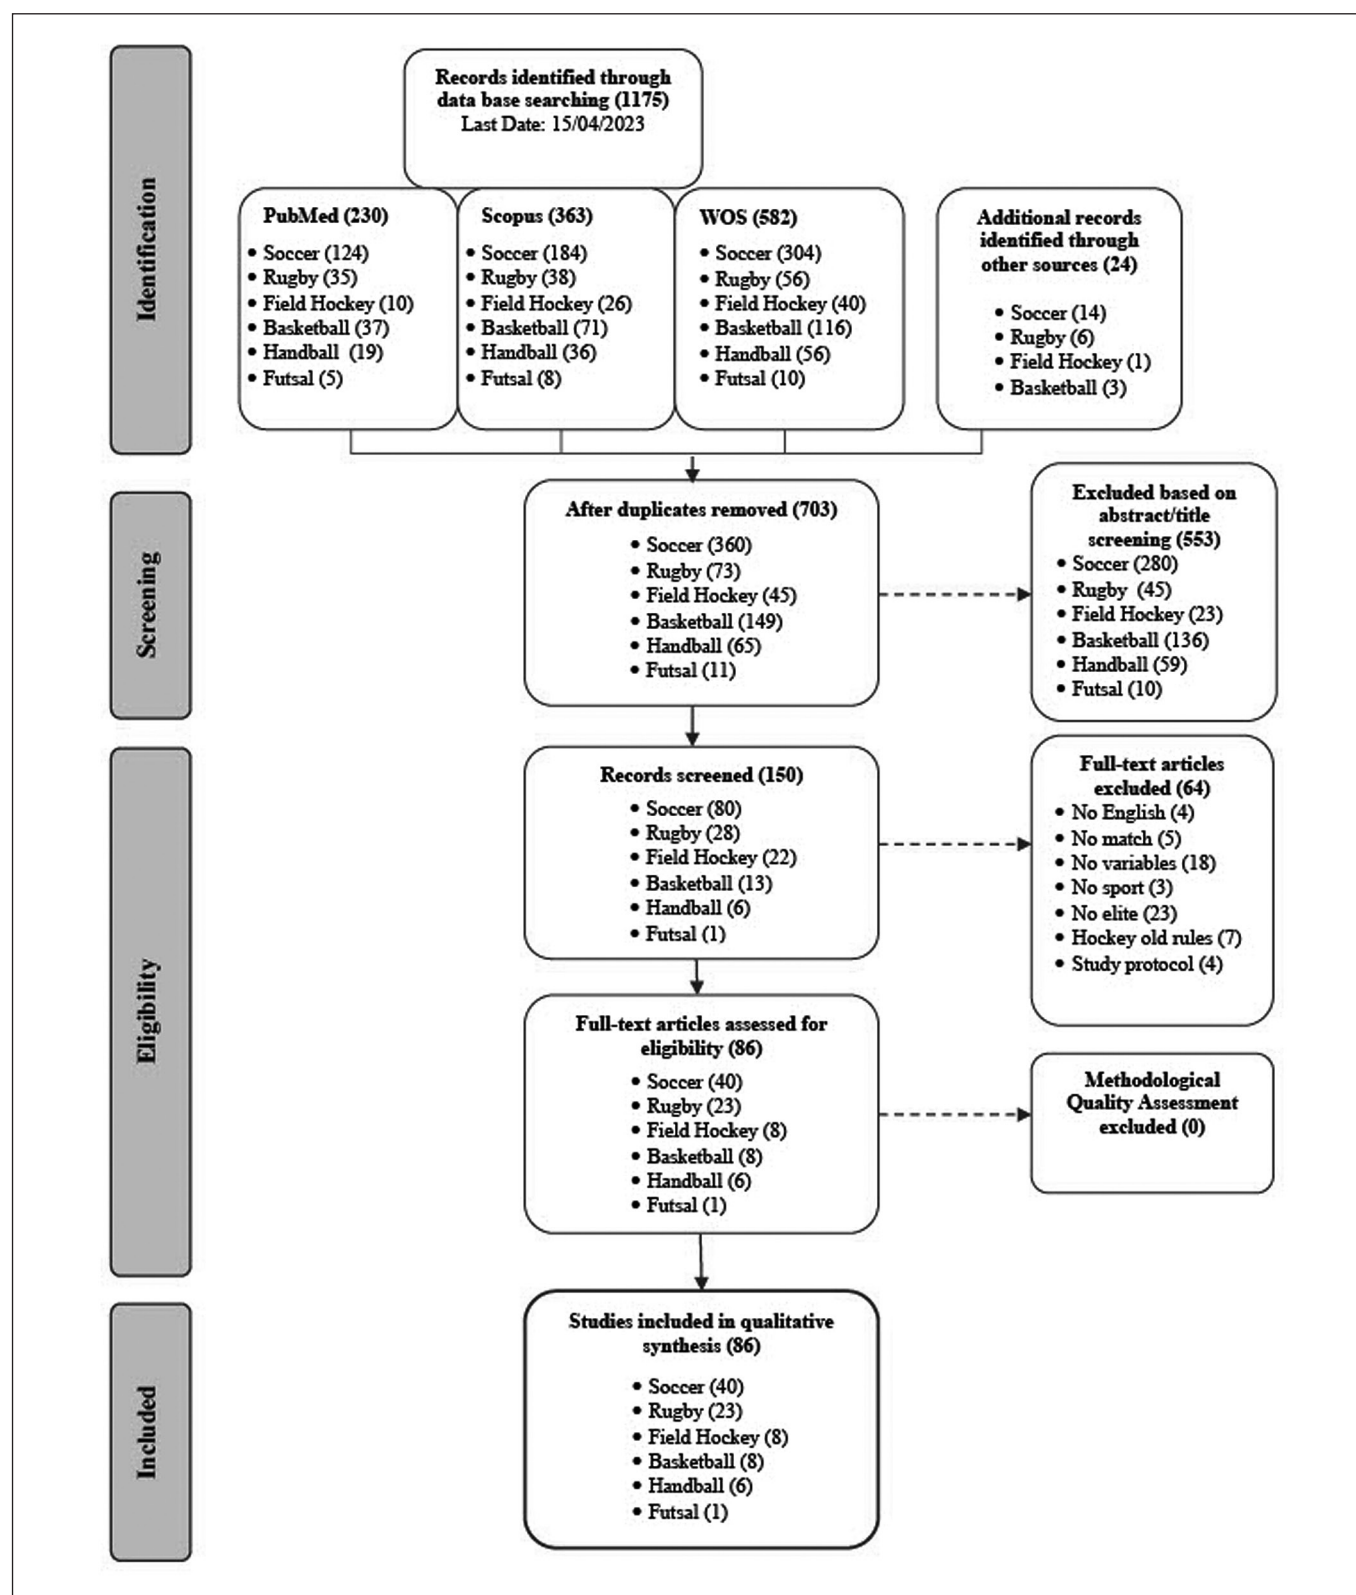 Identification
Records identified through
data base searching (1175)
Last Date: 15/04/2023
PubMed (230)
• Soccer (124)
• Rugby (35)
• Field Hockey (10)
• Basketball (37)
• Handball (19)
• Futsal (5)
Scopus (363)
• Soccer (184)
• Rugby (38)
• Field Hockey (26)
• Basketball (71)
• Handball (36)
• Futsal (8)
WOS (582)
• Soccer (304)
• Rugby (56)
• Field Hockey (40)
• Basketball (116)
• Handball (56)
• Futsal (10)
Additional records
identified through
other sources (24)
• Soccer (14)
• Rugby (6)
• Field Hockey (1)
• Basketball (3)
Screening
After duplicates removed (703)
• Soccer (360)
• Rugby (73)
• Field Hockey (45)
• Basketball (149)
• Handball (65)
• Futsal (11)
Excluded based on
abstract/title
screening (553)
• Soccer (280)
• Rugby (45)
• Field Hockey (23)
• Basketball (136)
• Handball (59)
• Futsal (10)
Eligibility
Records screened (150)
• Soccer (80)
• Rugby (28)
• Field Hockey (22)
• Basketball (13)
• Handball (6)
• Futsal (1)
Full-text articles
excluded (64)
• No English (4)
• No match (5)
• No variables (18)
• No sport (3)
• No elite (23)
• Hockey old rules (7)
• Study protocol (4)
Full-text articles assessed for
eligibility (86)
• Soccer (40)
• Rugby (23)
• Field Hockey (8)
• Basketball (8)
• Handball (6)
• Futsal (1)
Methodological
Quality Assessment
excluded (0)
Included
Studies included in qualitative
synthesis (86)
• Soccer (40)
• Rugby (23)
• Field Hockey (8)
• Basketball (8)
• Handball (6)
• Futsal (1)